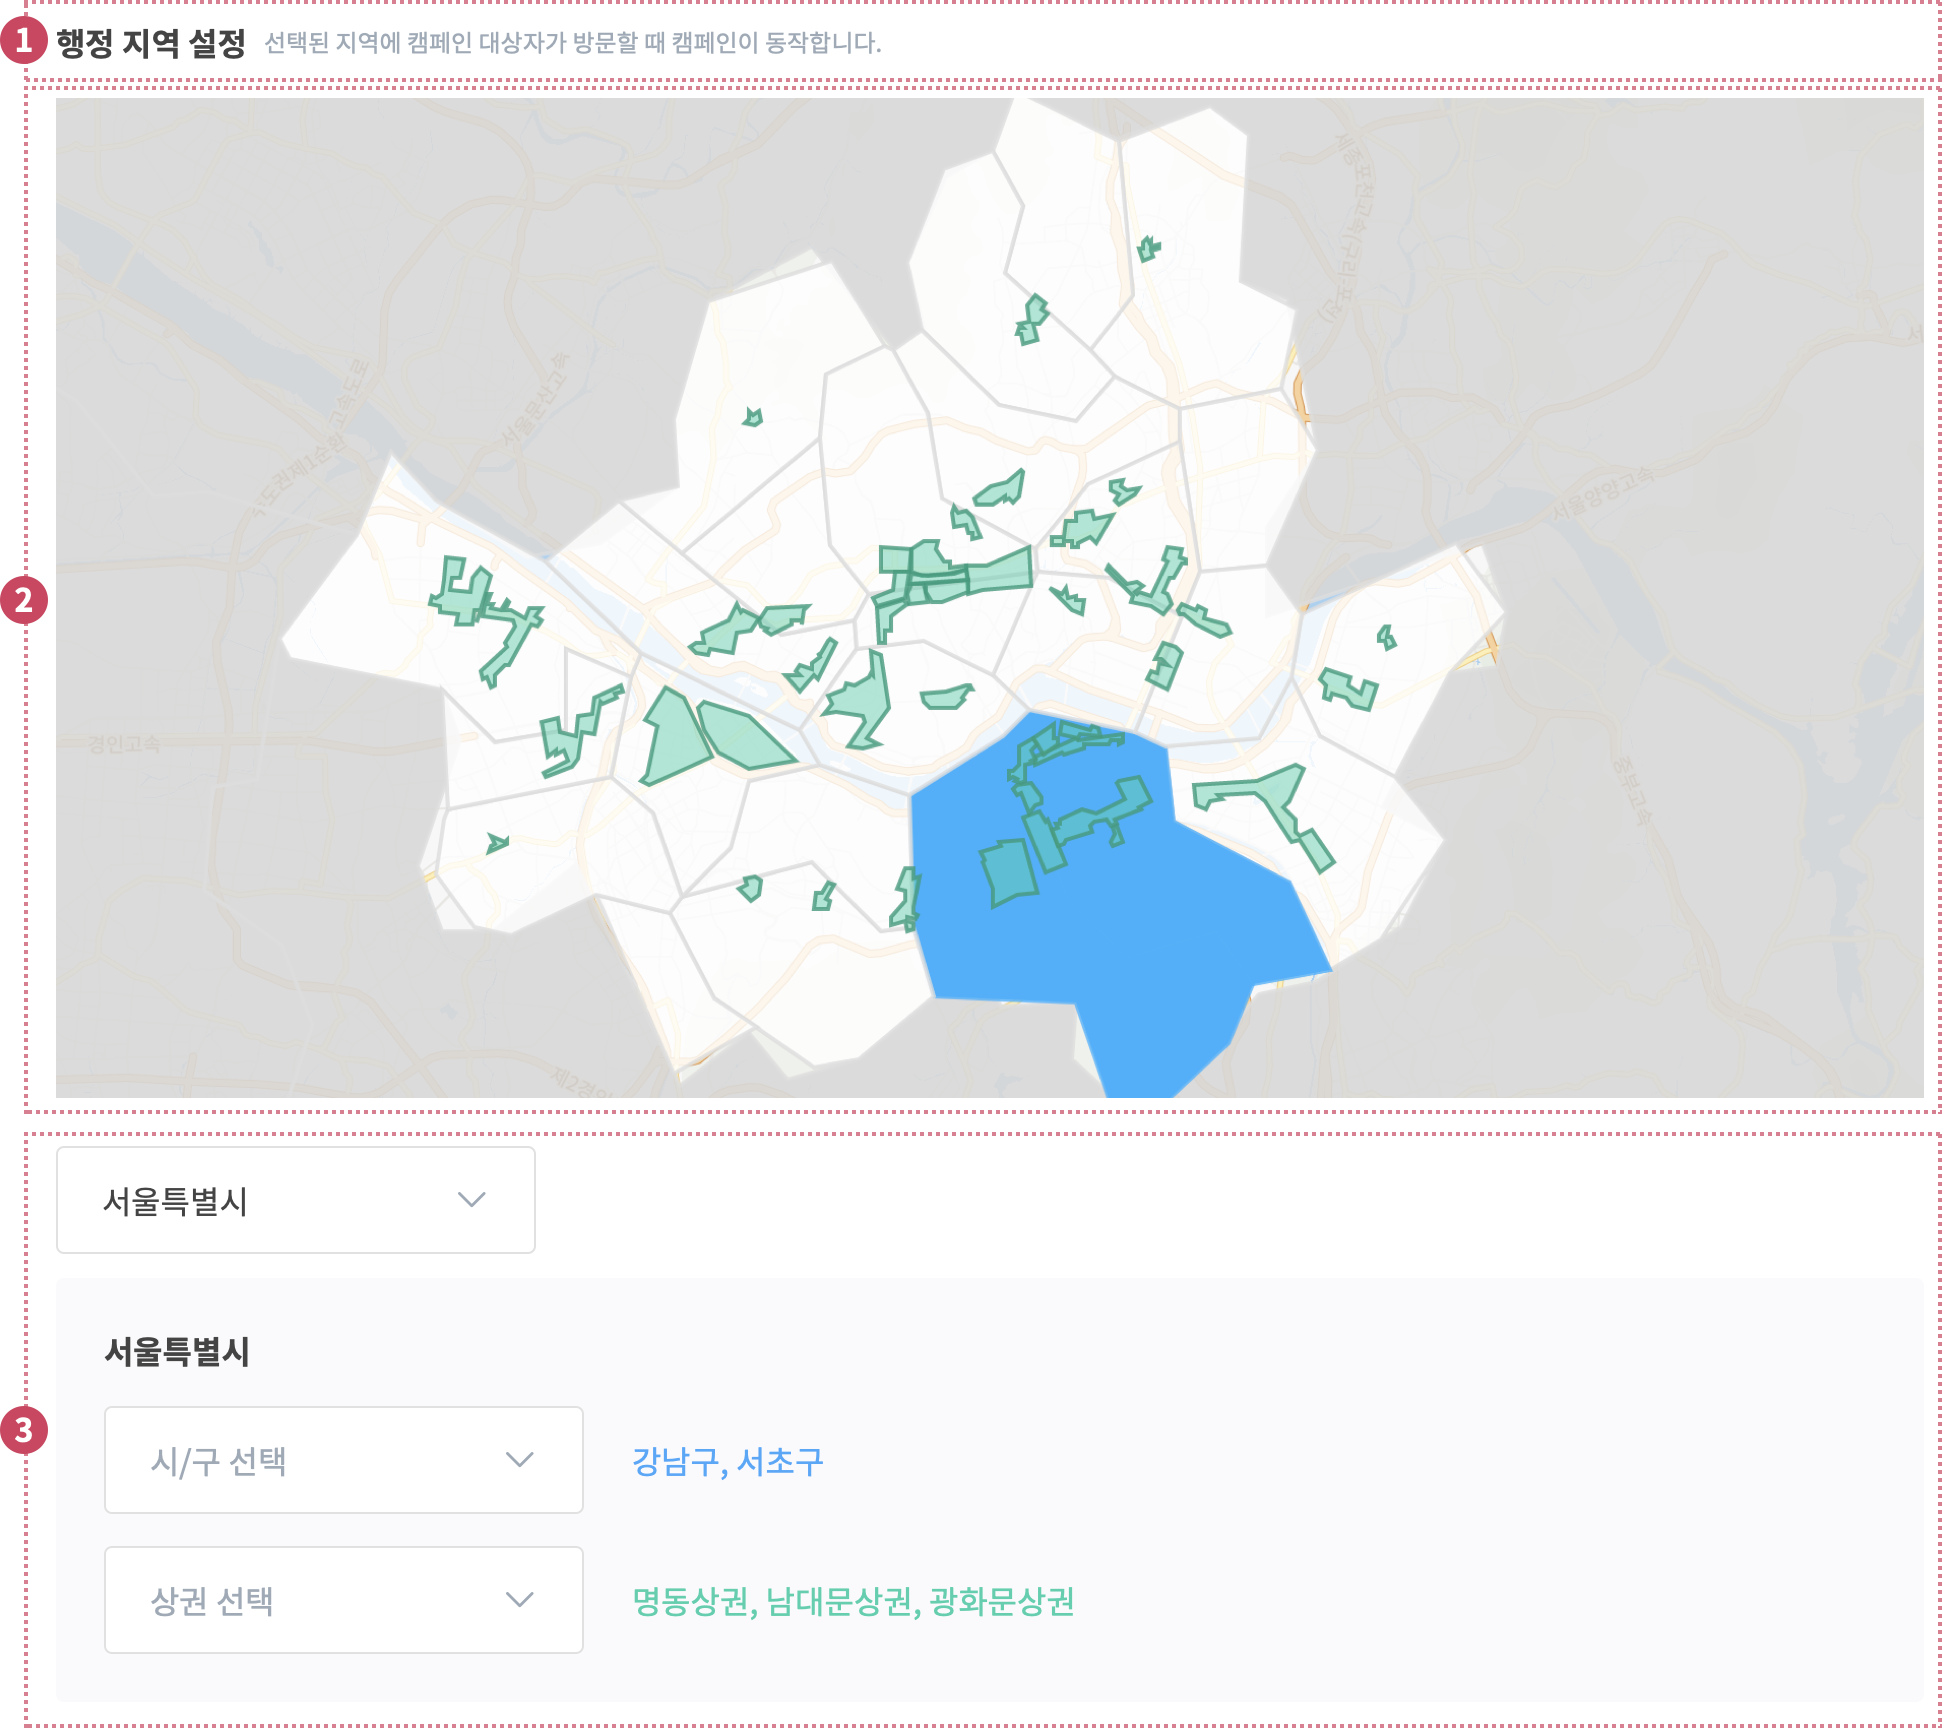 1
행정 지역 설정 선택된 지역에 캠페인 대상자가 방문할 때 캠페인이 동작합니다.
2
세종포천고속(구리-포천)
서
수도권제1순환 고속도로
서울문산고속
서울양양고속
경인고속
중부고속
제2경인
서울특별시
3
서울특별시
시/구 선택 강남구, 서초구
상권 선택 명동상권, 남대문상권, 광화문상권